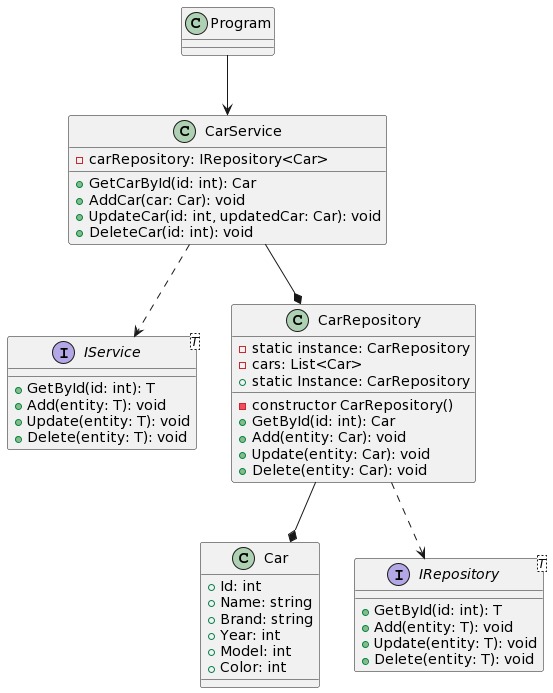 C Program
C CarService
carRepository: IRepository<Car>
GetCarById(id: int): Car
AddCar(car: Car): void
UpdateCar(id: int, updatedCar: Car): void
DeleteCar(id: int): void
I IService T
GetById(id: int): T
Add(entity: T): void
Update(entity: T): void
Delete(entity: T): void
C CarRepository
static instance: CarRepository
cars: List<Car>
static Instance: CarRepository
constructor CarRepository()
GetById(id: int): Car
Add(entity: Car): void
Update(entity: Car): void
Delete(entity: Car): void
C Car
Id: int
Name: string
Brand: string
Year: int
Model: int
Color: int
I IRepository T
GetById(id: int): T
Add(entity: T): void
Update(entity: T): void
Delete(entity: T): void